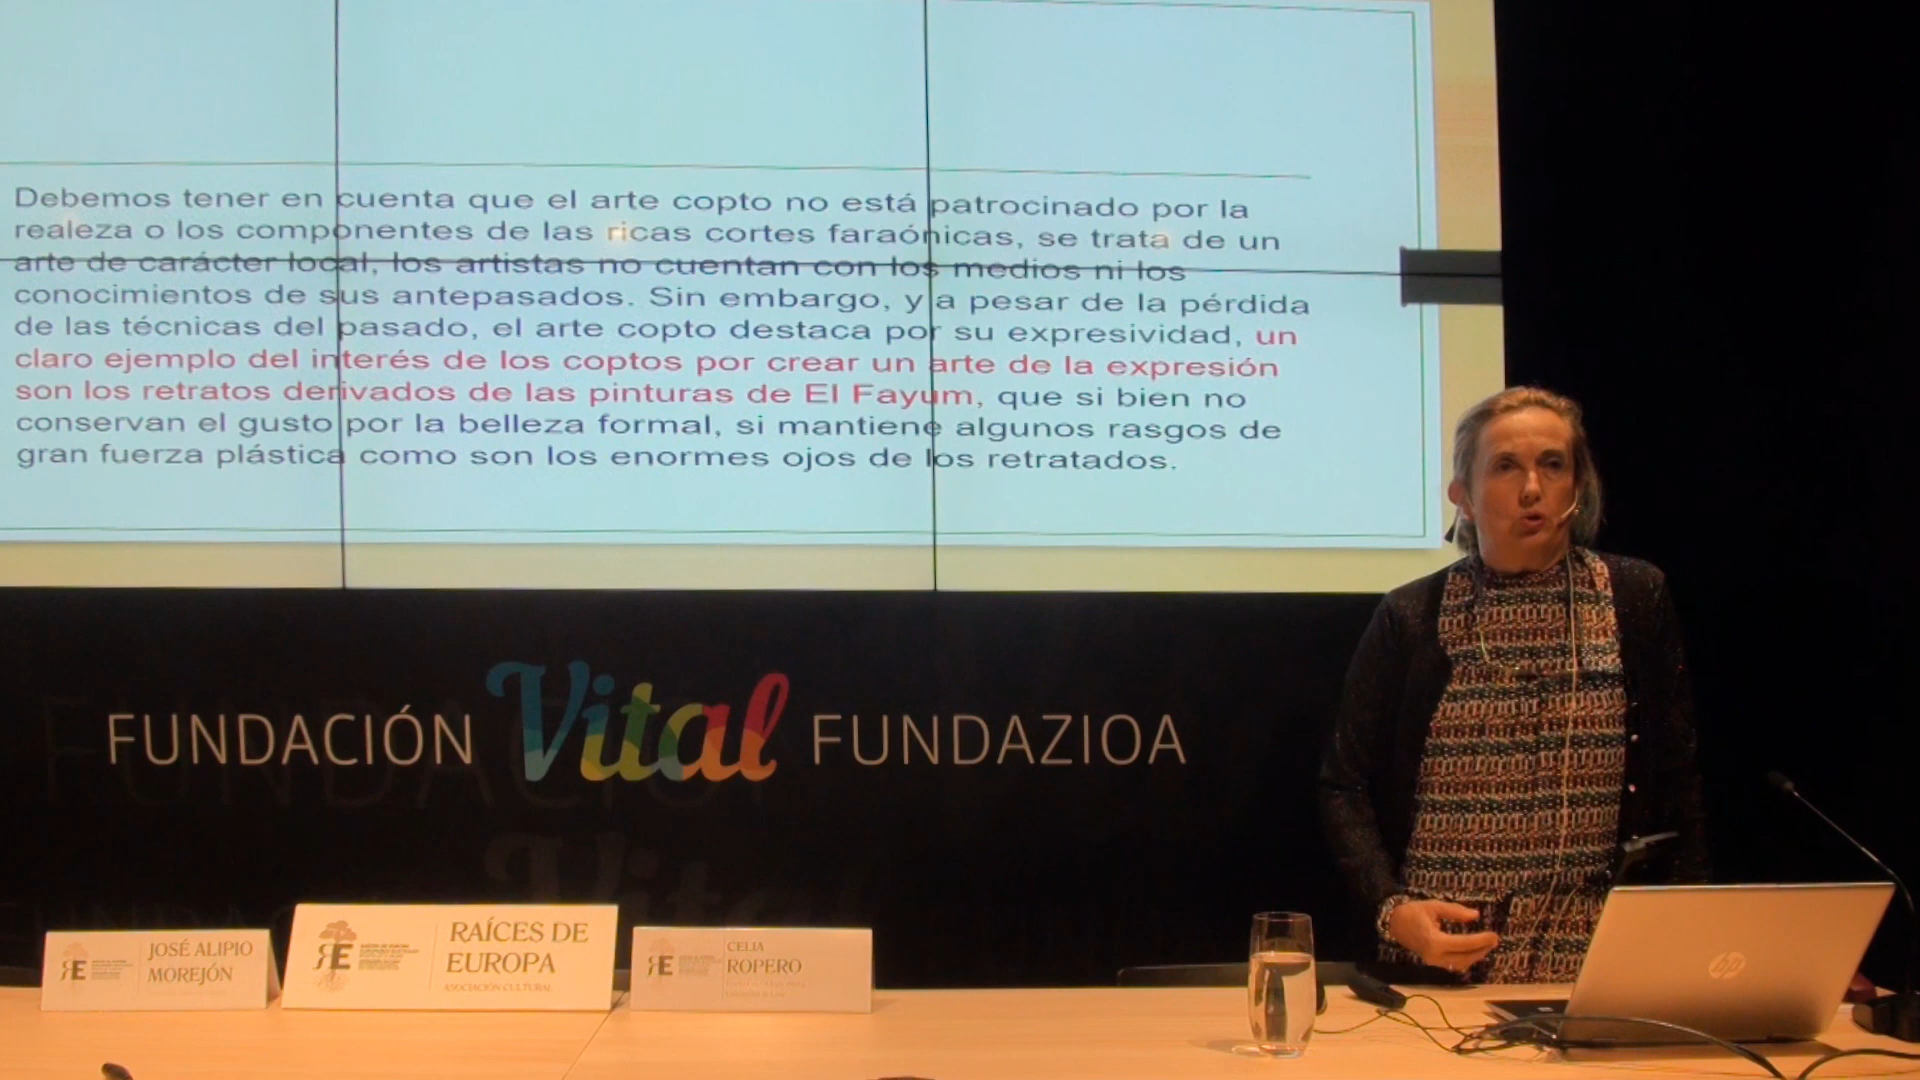 Debemos tener en cuenta que el arte copto no está patrocinado por la
realeza o los componentes de las ricas cortes faraónicas, se trata de un
arte de carácter local, los artistas no cuentan con los medios ni los
conocimientos de sus antepasados. Sin embargo, y a pesar de la pérdida
de las técnicas del pasado, el arte copto destaca por su expresividad, un
claro ejemplo del interés de los coptos por crear un arte de la expresión
son los retratos derivados de las pinturas de El Fayum, que si bien no
conservan el gusto por la belleza formal, si mantiene algunos rasgos de
gran fuerza plástica como son los enormes ojos de los retratados.
FUNDACIÓN Vital FUNDAZIOA
JOSÉ ALIPIO
MOREJÓN
RE
RAÍCES DE
EUROPA
ASOCIACIÓN CULTURAL
CELIA
ROPERO
hp